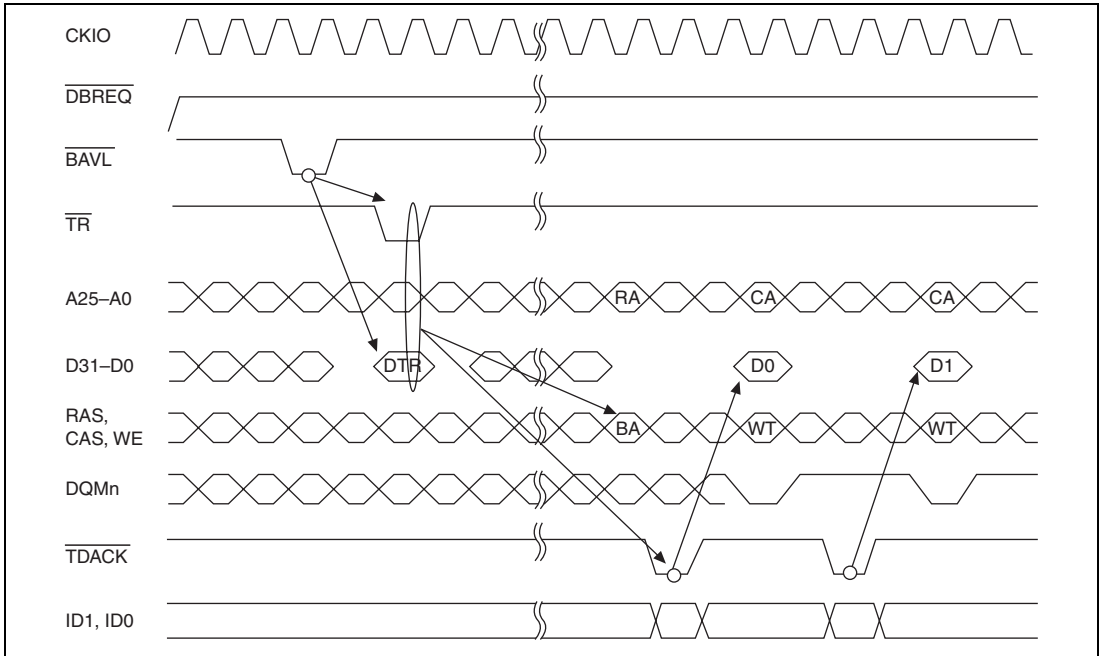 CKIO
DBREQ
BAVL
TR
A25–A0 RA CA CA
D31–D0 DTR D0 D1
RAS,
CAS, WE BA WT WT
DQMn
TDACK
ID1, ID0